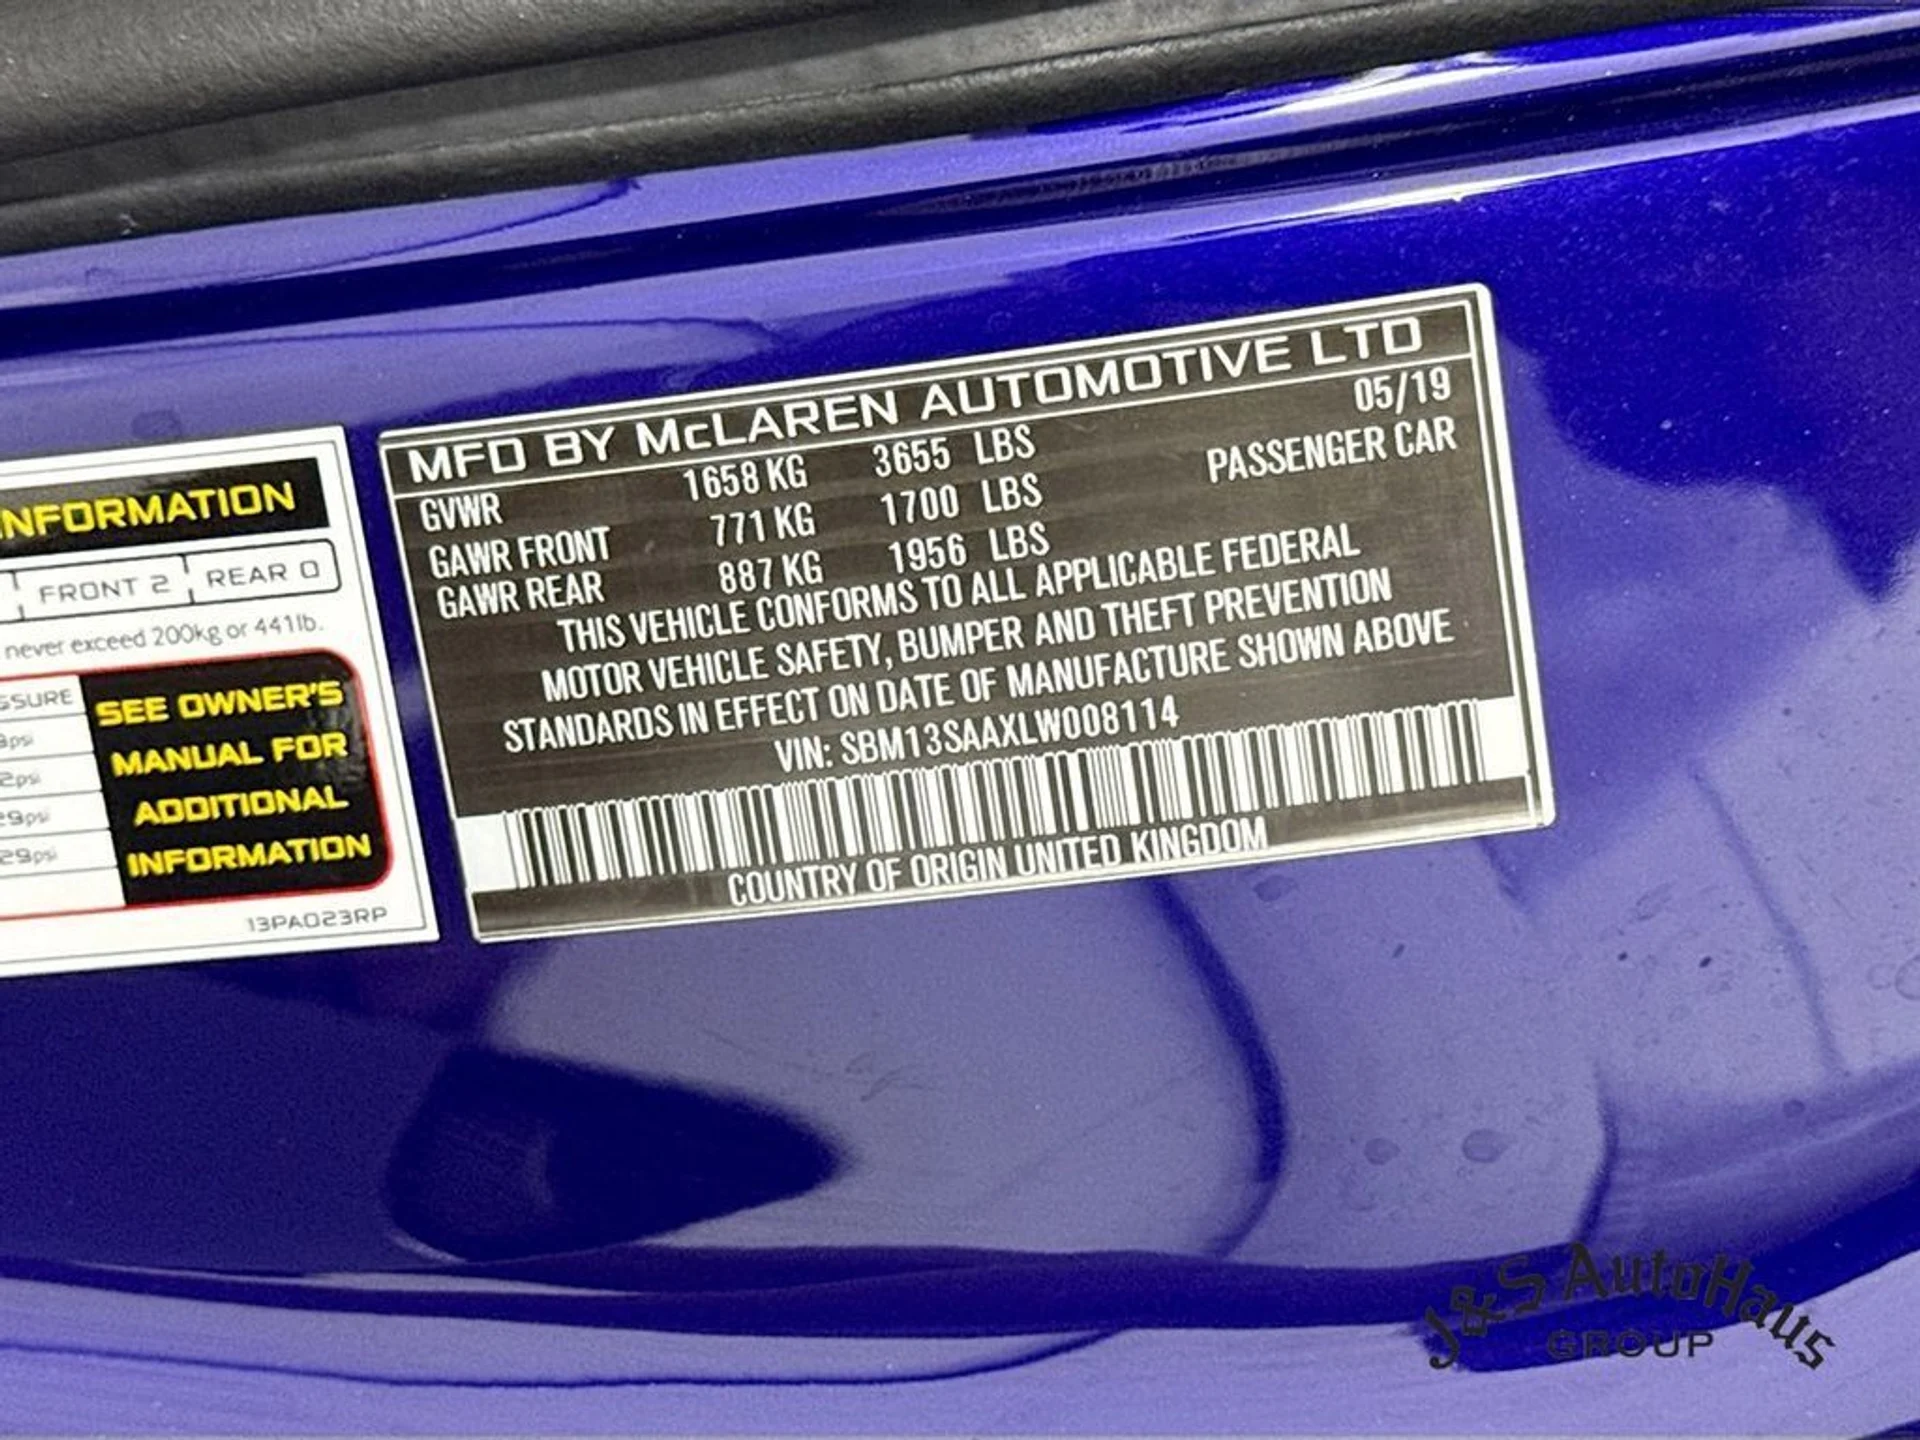 INFORMATION
FRONT 2 REAR 0
never exceed 200kg or 441lb.
SEE OWNER'S
MANUAL FOR
ADDITIONAL
INFORMATION
29psi
13PA023RP
MFD BY McLAREN AUTOMOTIVE LTD
05/19
GVWR 1658 KG 3655 LBS PASSENGER CAR
GAWR FRONT 771 KG 1700 LBS
GAWR REAR 887 KG 1956 LBS
THIS VEHICLE CONFORMS TO ALL APPLICABLE FEDERAL
MOTOR VEHICLE SAFETY, BUMPER AND THEFT PREVENTION
STANDARDS IN EFFECT ON DATE OF MANUFACTURE SHOWN ABOVE
VIN: SBM13SAAXLW008114
COUNTRY OF ORIGIN UNITED KINGDOM
J&S AutoHaus
GROUP